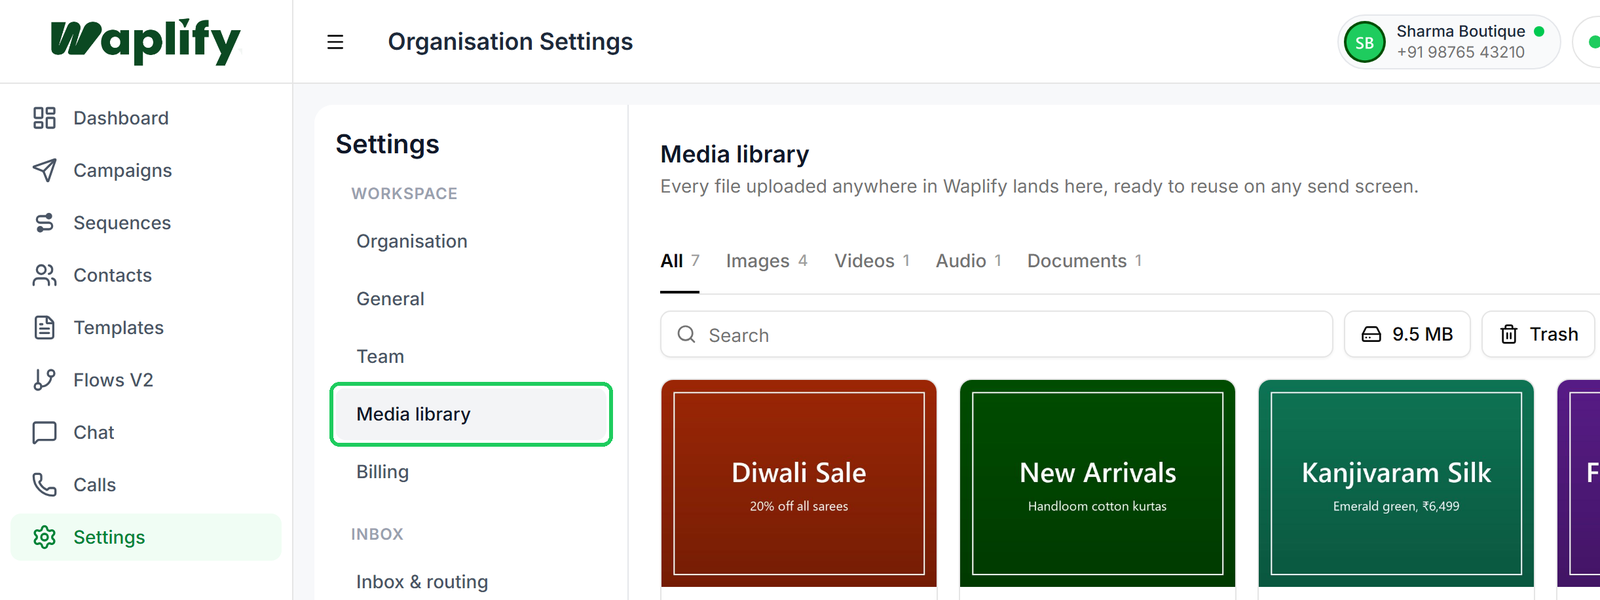 Waplify
Organisation Settings
SB
Sharma Boutique
+91 98765 43210
Dashboard
Campaigns
Sequences
Contacts
Templates
Flows V2
Chat
Calls
Settings
Settings
WORKSPACE
Organisation
General
Team
Media library
Billing
INBOX
Inbox & routing
Media library
Every file uploaded anywhere in Waplify lands here, ready to reuse on any send screen.
All 7 Images 4 Videos 1 Audio 1 Documents 1
Search
9.5 MB
Trash
Diwali Sale
20% off all sarees
New Arrivals
Handloom cotton kurtas
Kanjivaram Silk
Emerald green, ₹6,499